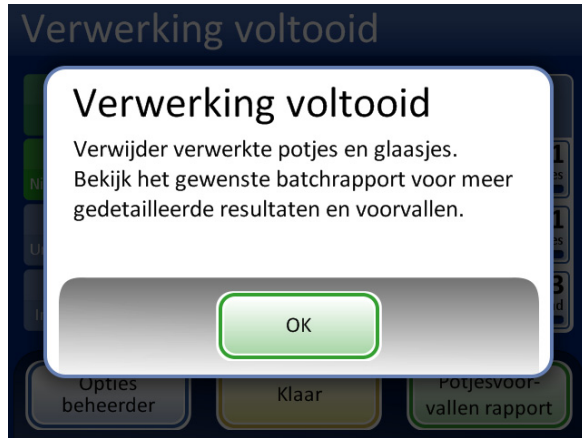 Verwerking voltooid
Verwerking voltooid
Verwijder verwerkte potjes en glaasjes.
Bekijk het gewenste batchrapport voor meer
gedetailleerde resultaten en voorvallen.
OK
Opties
beheerder
Klaar
Potjesvoor-
vallen rapport